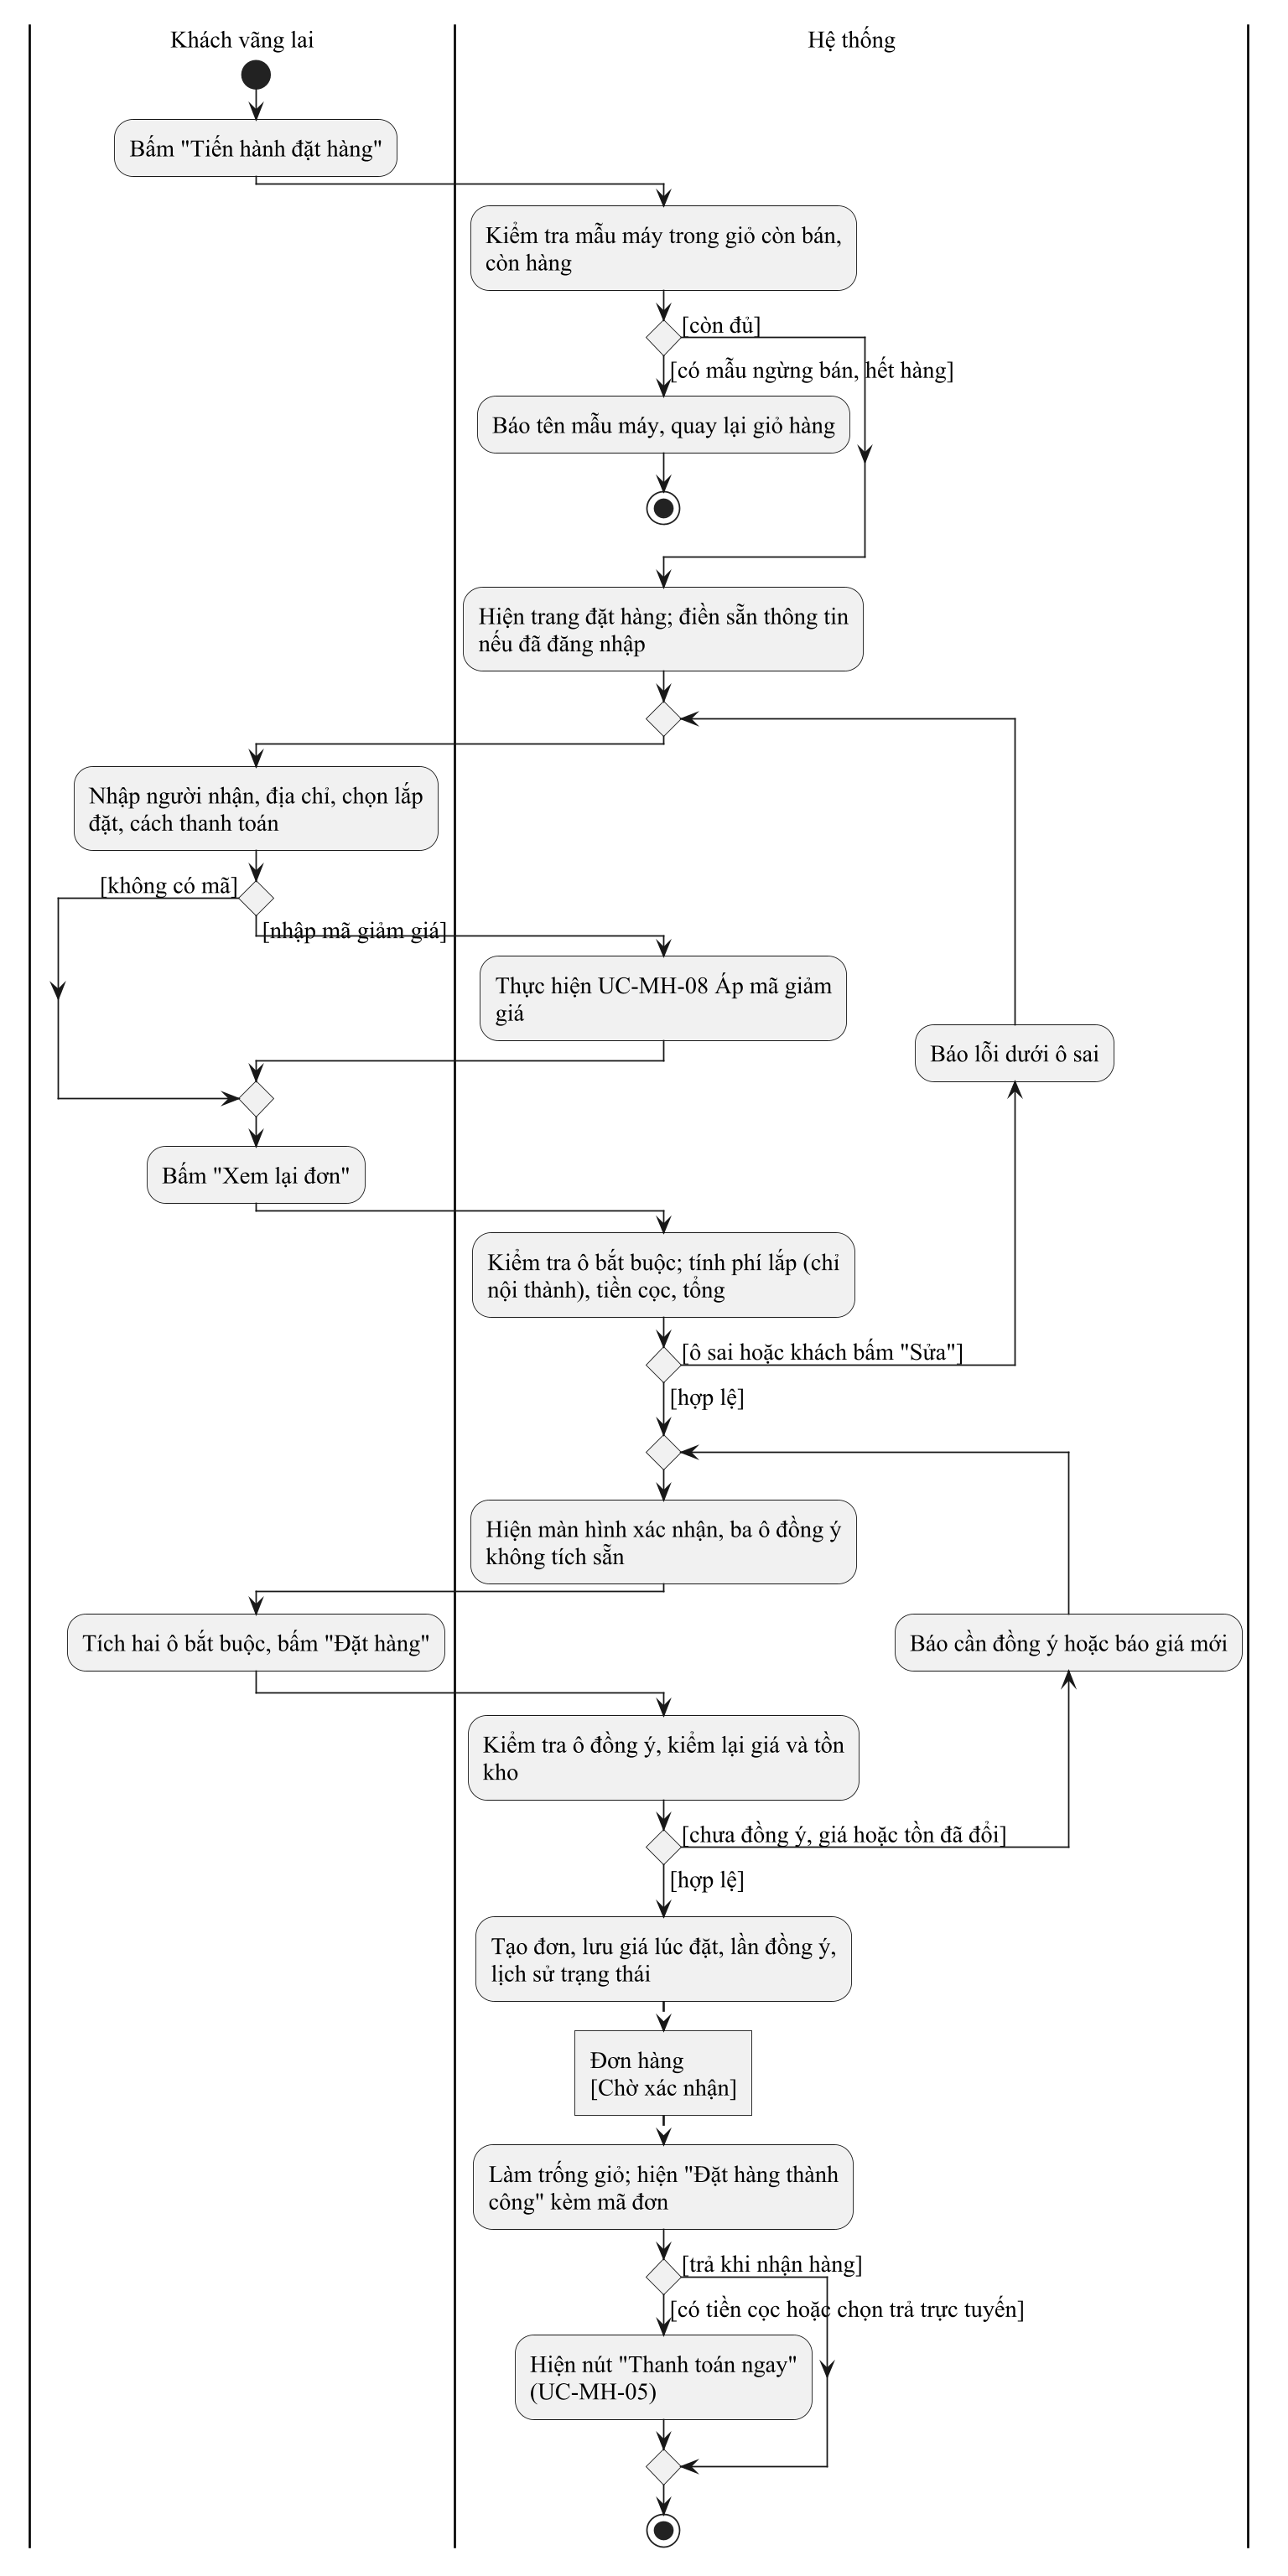 Khách vãng lai
Hệ thống
Bấm "Tiến hành đặt hàng"
Kiểm tra mẫu máy trong giỏ còn bán,
còn hàng
[còn đủ]
[có mẫu ngừng bán, hết hàng]
Báo tên mẫu máy, quay lại giỏ hàng
Hiện trang đặt hàng; điền sẵn thông tin
nếu đã đăng nhập
Nhập người nhận, địa chỉ, chọn lắp
đặt, cách thanh toán
[không có mã]
[nhập mã giảm giá]
Thực hiện UC-MH-08 Áp mã giảm
giá
Báo lỗi dưới ô sai
Bấm "Xem lại đơn"
Kiểm tra ô bắt buộc; tính phí lắp (chỉ
nội thành), tiền cọc, tổng
[ô sai hoặc khách bấm "Sửa"]
[hợp lệ]
Hiện màn hình xác nhận, ba ô đồng ý
không tích sẵn
Tích hai ô bắt buộc, bấm "Đặt hàng"
Báo cần đồng ý hoặc báo giá mới
Kiểm tra ô đồng ý, kiểm lại giá và tồn
kho
[chưa đồng ý, giá hoặc tồn đã đổi]
[hợp lệ]
Tạo đơn, lưu giá lúc đặt, lần đồng ý,
lịch sử trạng thái
Đơn hàng
[Chờ xác nhận]
Làm trống giỏ; hiện "Đặt hàng thành
công" kèm mã đơn
[trả khi nhận hàng]
[có tiền cọc hoặc chọn trả trực tuyến]
Hiện nút "Thanh toán ngay"
(UC-MH-05)